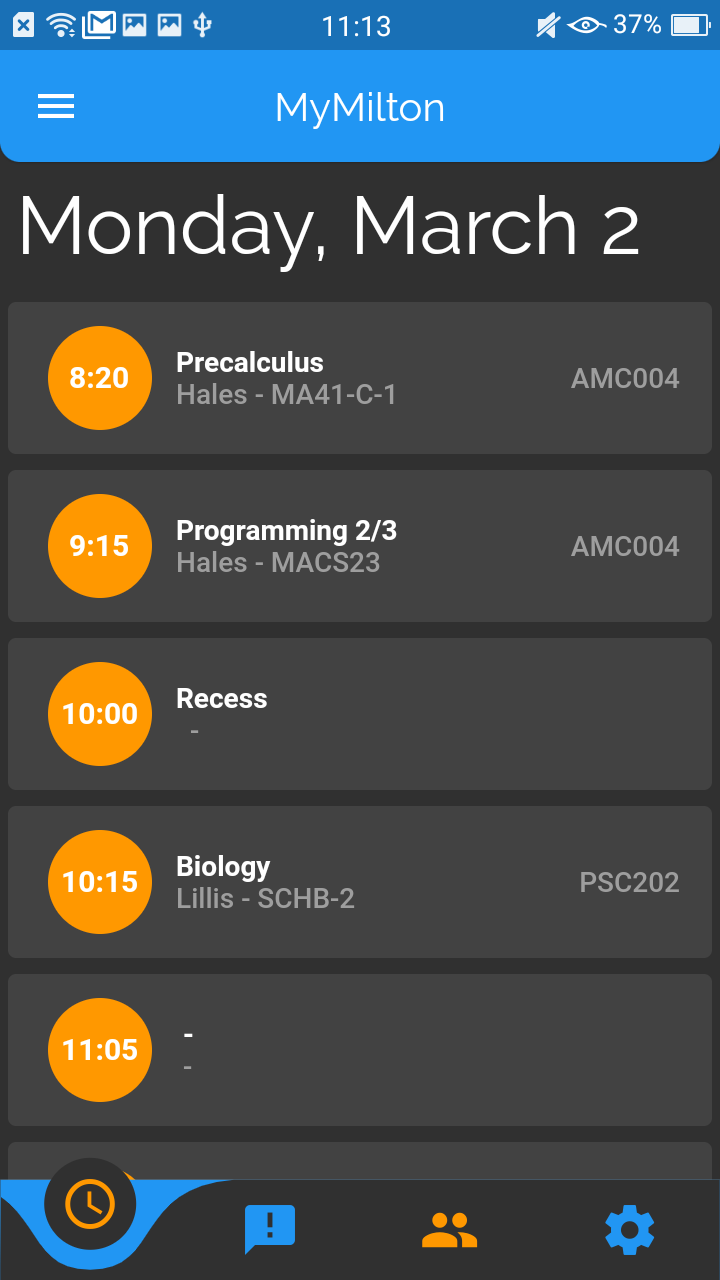 11:13
37%
MyMilton
Monday, March 2
8:20
Precalculus
Hales - MA41-C-1
AMC004
9:15
Programming 2/3
Hales - MACS23
AMC004
10:00
Recess
-
10:15
Biology
Lillis - SCHB-2
PSC202
11:05
-
-